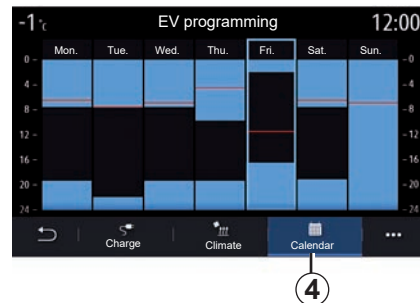 -1°c EV programming 12:00
Mon. Tue. Wed. Thu. Fri. Sat. Sun.
0 - - 0
4 - - 4
8 - - 8
12 - - 12
16 - - 16
20 - - 20
24 - - 24
Charge Climate Calendar •••
4